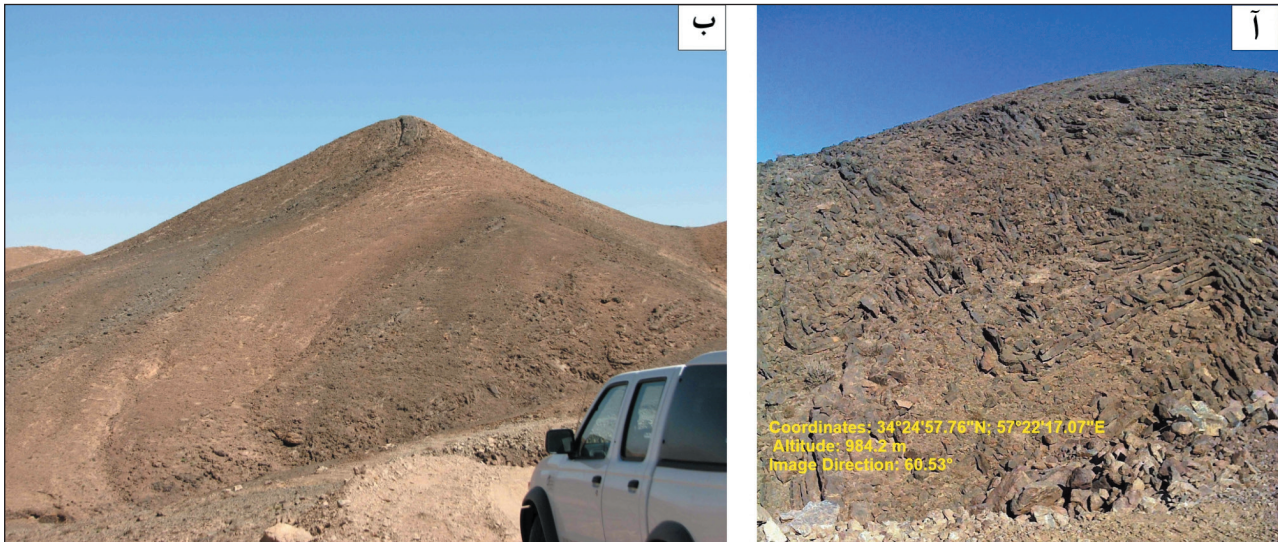 آ
ب
Coordinates: 34°24'57.76"N; 57°22'17.07"E
Altitude: 984.2 m
Image Direction: 60.53°